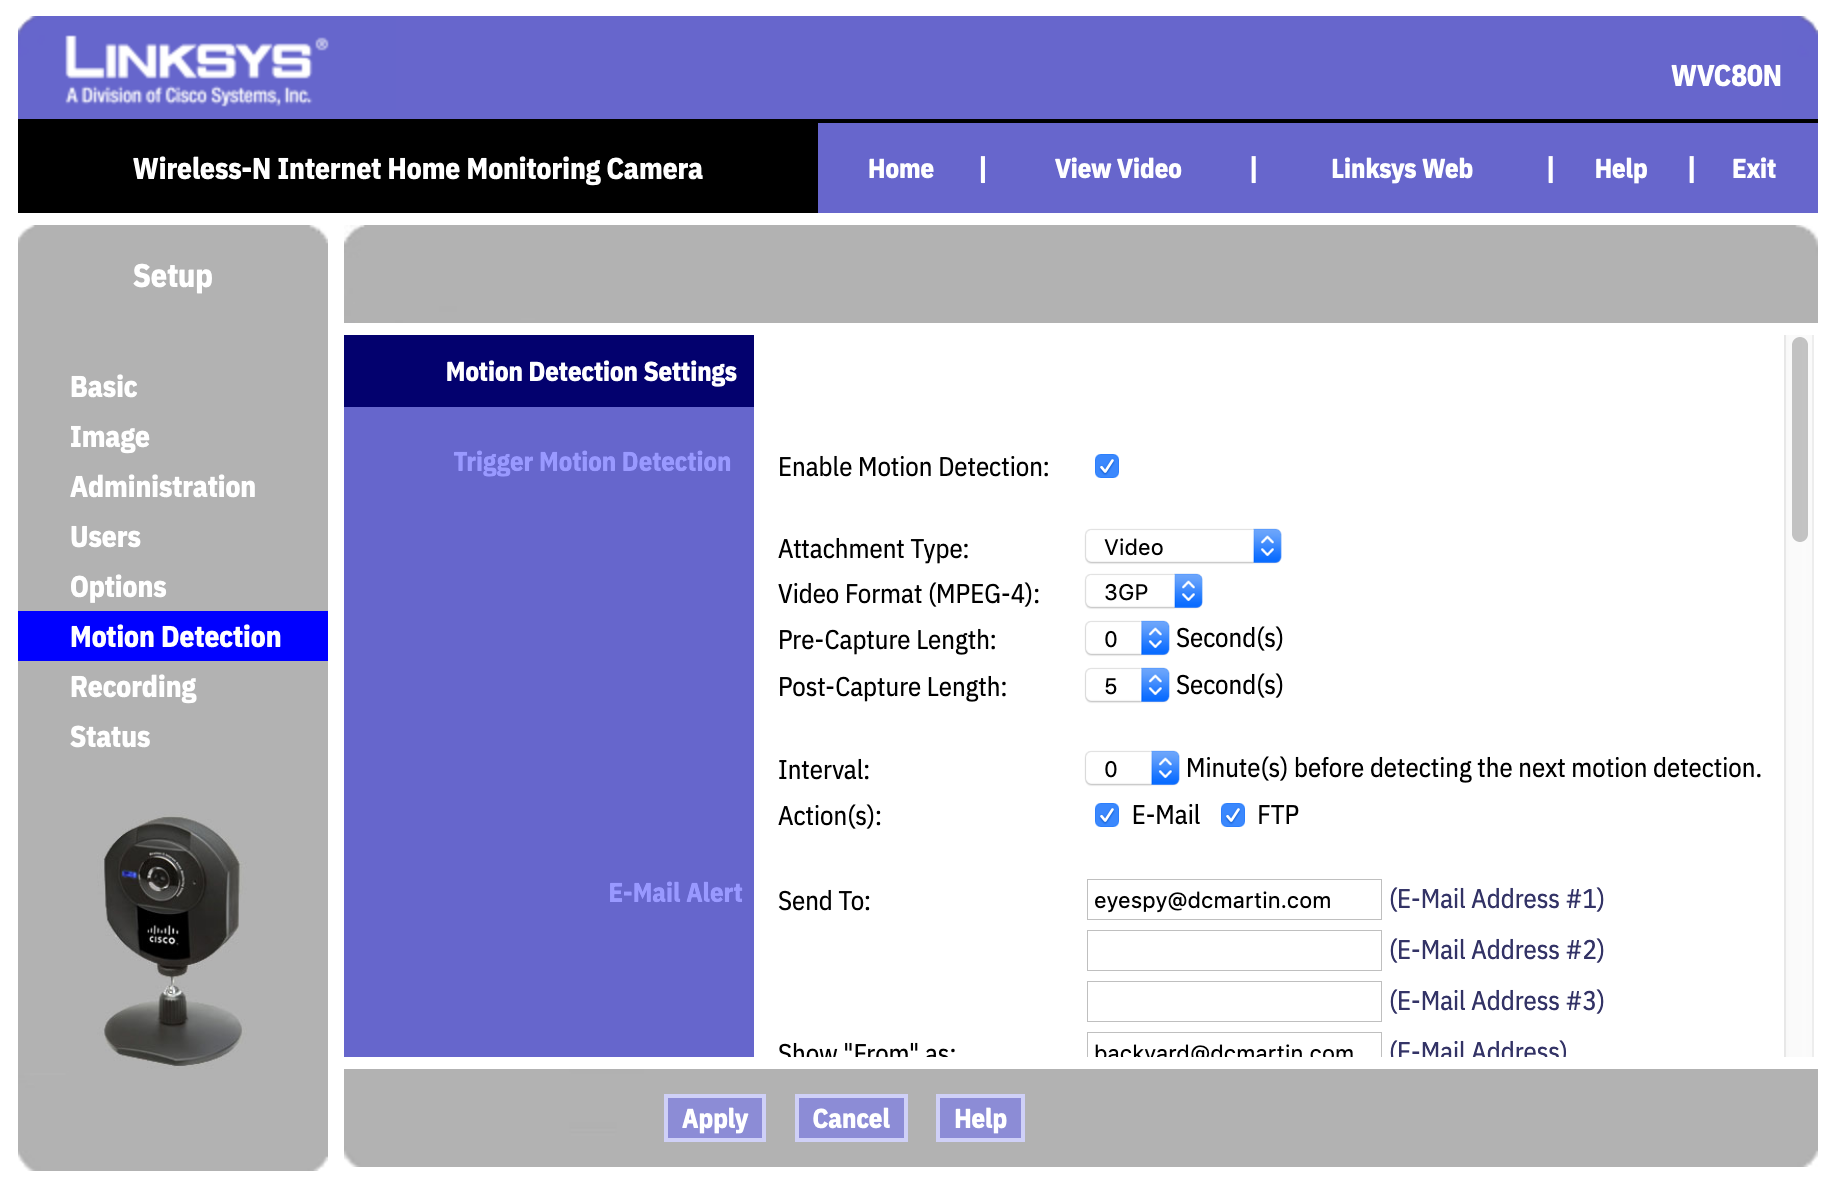 LINKSYS®
A Division of Cisco Systems, Inc.
WVC80N
Wireless-N Internet Home Monitoring Camera
Home | View Video | Linksys Web | Help | Exit
Setup
Basic
Image
Administration
Users
Options
Motion Detection
Recording
Status
CISCO
Motion Detection Settings
Trigger Motion Detection
Enable Motion Detection:
Attachment Type: Video
Video Format (MPEG-4): 3GP
Pre-Capture Length: 0 Second(s)
Post-Capture Length: 5 Second(s)
Interval: 0 Minute(s) before detecting the next motion detection.
Action(s): E-Mail FTP
E-Mail Alert
Send To: eyespy@dcmartin.com (E-Mail Address #1)
(E-Mail Address #2)
(E-Mail Address #3)
Show "From" as: backyard@dcmartin.com (E-Mail Address)
Apply Cancel Help